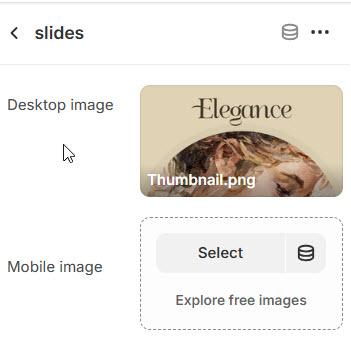 slides
Desktop image
Elegance
Thumbnail.png
Mobile image
Select
Explore free images